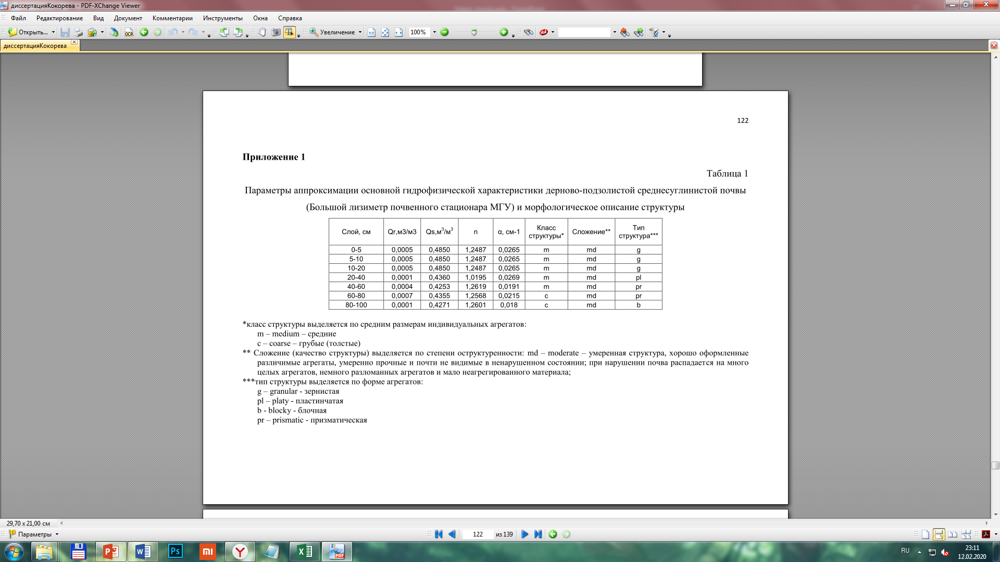 диссертацияКокорева - PDF-XChange Viewer
Файл Редактирование Вид Документ Комментарии Инструменты Окна Справка
Открыть... OCR Увеличение 1:1 100% Ask
диссертацияКокорева
122
Приложение 1
Таблица 1
Параметры аппроксимации основной гидрофизической характеристики дерново-подзолистой среднесуглинистой почвы
(Большой лизиметр почвенного стационара МГУ) и морфологическое описание структуры
Слой, см Qr,м3/м3 Qs,м³/м³ n α, см-1 Класс структуры* Сложение** Тип структура***
0-5 0,0005 0,4850 1,2487 0,0265 m md g
5-10 0,0005 0,4850 1,2487 0,0265 m md g
10-20 0,0005 0,4850 1,2487 0,0265 m md g
20-40 0,0001 0,4360 1,0195 0,0269 m md pl
40-60 0,0004 0,4253 1,2619 0,0191 m md pr
60-80 0,0007 0,4355 1,2568 0,0215 c md pr
80-100 0,0001 0,4271 1,2601 0,018 c md b
*класс структуры выделяется по средним размерам индивидуальных агрегатов:
m – medium – средние
c – coarse – грубые (толстые)
** Сложение (качество структуры) выделяется по степени оструктуренности: md – moderate – умеренная структура, хорошо оформленные
различимые агрегаты, умеренно прочные и почти не видимые в ненарушенном состоянии; при нарушении почва распадается на много
целых агрегатов, немного разломанных агрегатов и мало неагрегированного материала;
***тип структуры выделяется по форме агрегатов:
g – granular - зернистая
pl – platy - пластинчатая
b - blocky - блочная
pr – prismatic - призматическая
29,70 x 21,00 см
Параметры 122 из 139
Ps mi Y PDF RU 23:11
12.02.2020